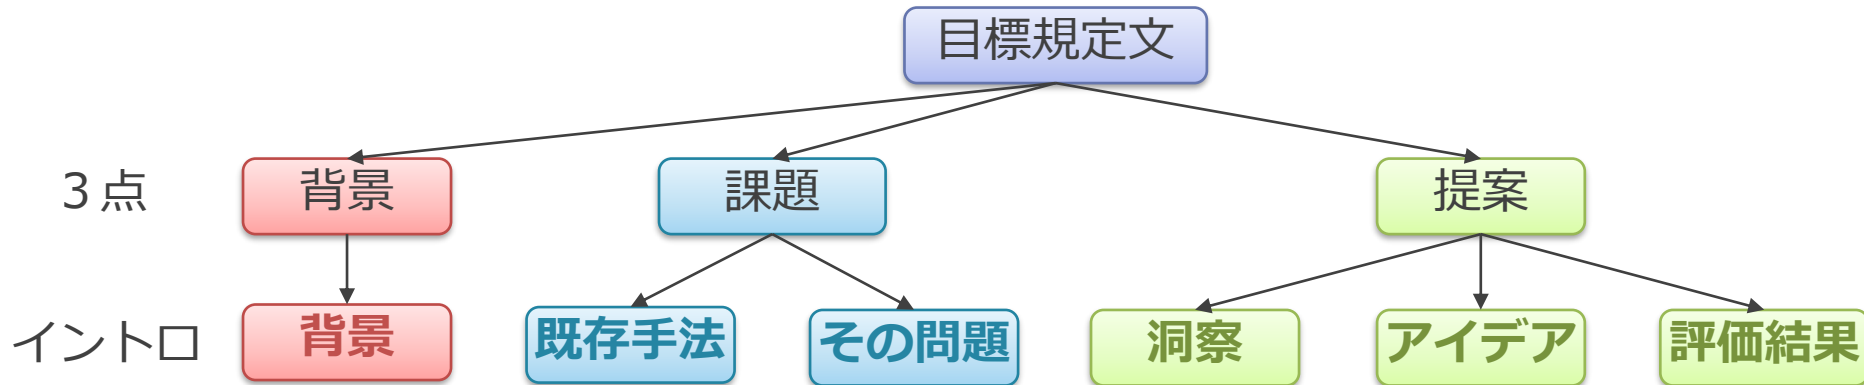 目標規定文
3点
背景
課題
提案
イントロ
背景
既存手法
その問題
洞察
アイデア
評価結果